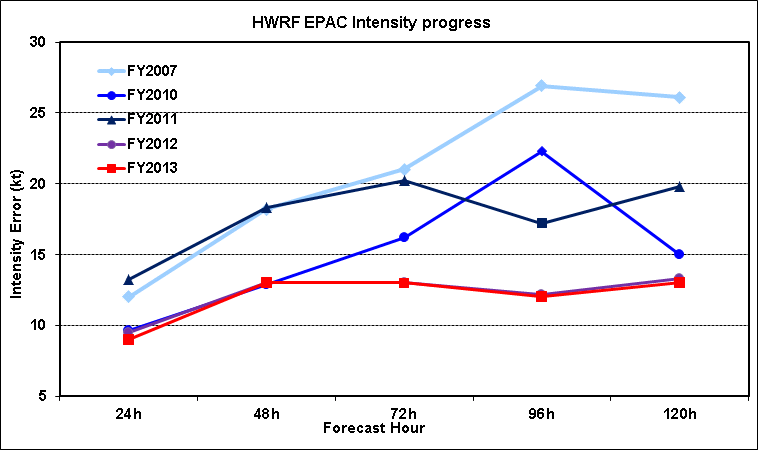 HWRF EPAC Intensity progress
30
25
20
15
10
5
Intensity Error (kt)
FY2007
FY2010
FY2011
FY2012
FY2013
24h 48h 72h 96h 120h
Forecast Hour